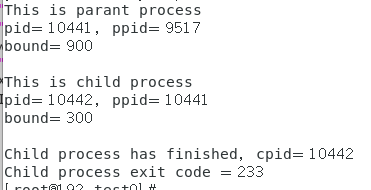 This is parant process
pid= 10441, ppid= 9517
bound= 900
This is child process
pid= 10442, ppid= 10441
bound= 300
Child process has finished, cpid= 10442
Child process exit code = 233
[root@192 test0]#